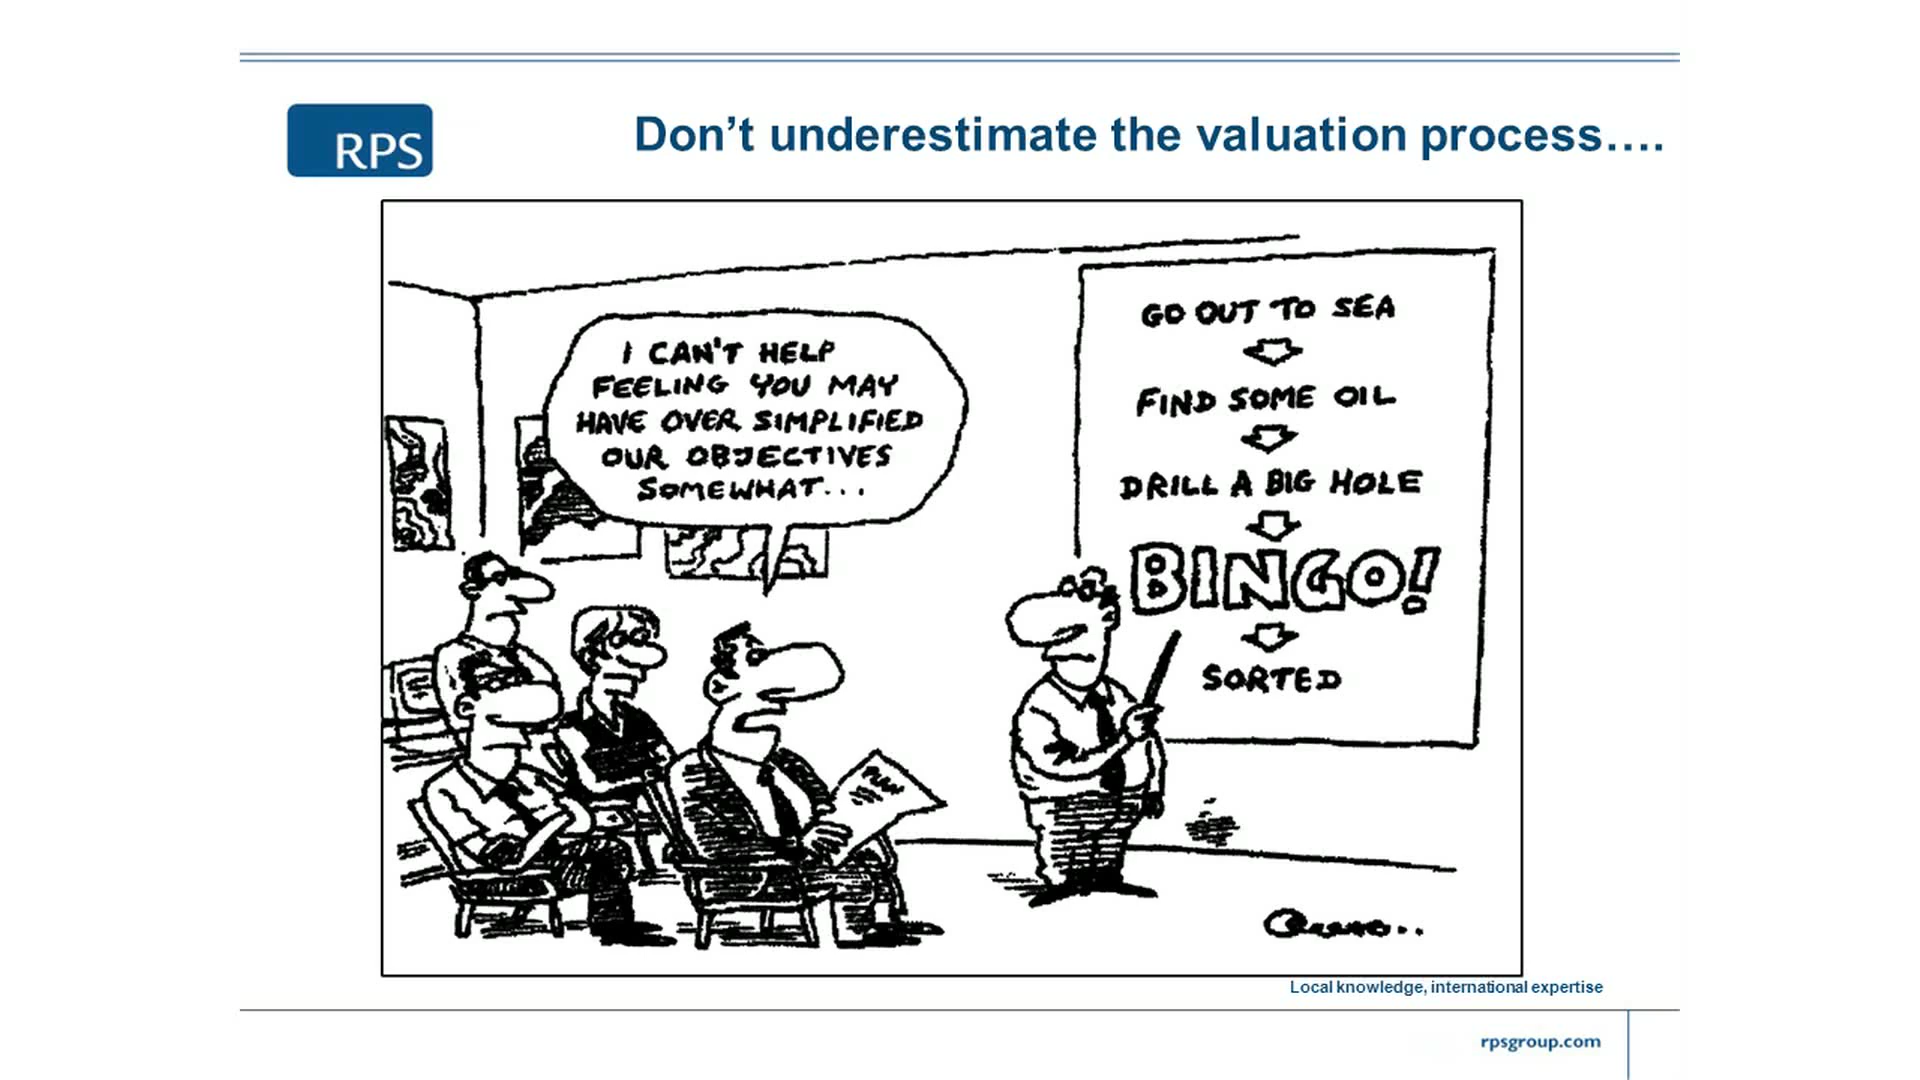 RPS
Don’t underestimate the valuation process….
I CAN'T HELP
FEELING YOU MAY
HAVE OVER SIMPLIFIED
OUR OBJECTIVES
SOMEWHAT...
GO OUT TO SEA
FIND SOME OIL
DRILL A BIG HOLE
BINGO!
SORTED
PLAN
Local knowledge, international expertise
rpsgroup.com